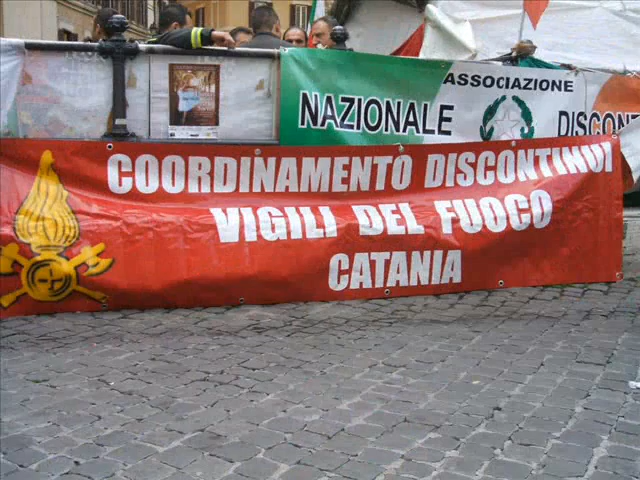 ASSOCIAZIONE
NAZIONALE
DISCON
COORDINAMENTO DISCONTINUI
VIGILI DEL FUOCO
CATANIA